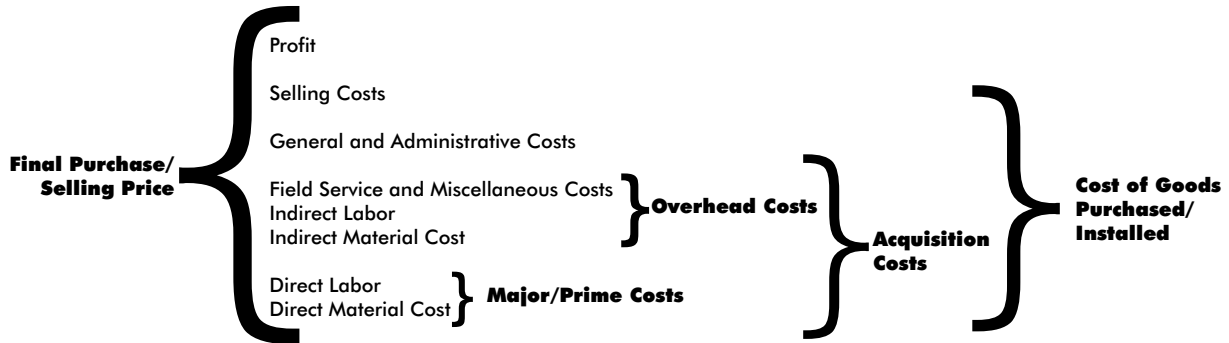 Final Purchase/
Selling Price
Profit
Selling Costs
General and Administrative Costs
Field Service and Miscellaneous Costs
Indirect Labor
Indirect Material Cost
Overhead Costs
Direct Labor
Direct Material Cost
Major/Prime Costs
Acquisition
Costs
Cost of Goods
Purchased/
Installed